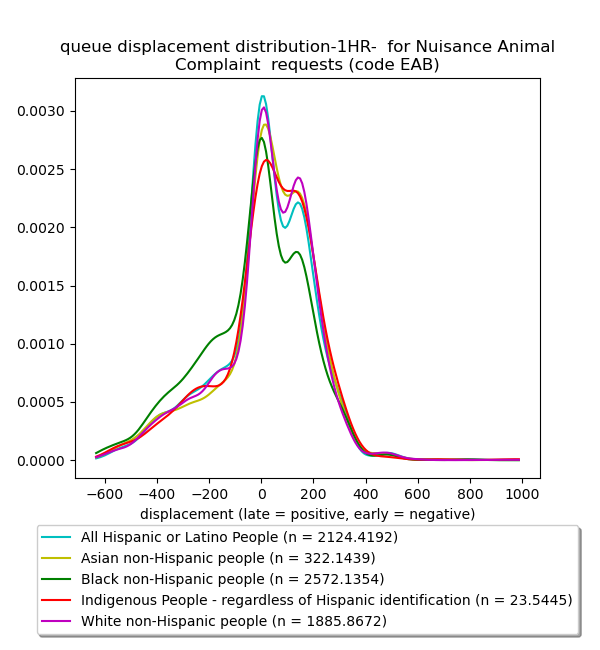 queue displacement distribution-1HR-  for Nuisance Animal
Complaint  requests (code EAB)
0.0030
0.0025
0.0020
0.0015
0.0010
0.0005
0.0000
−600 −400 −200 0 200 400 600 800 1000
displacement (late = positive, early = negative)
All Hispanic or Latino People (n = 2124.4192)
Asian non-Hispanic people (n = 322.1439)
Black non-Hispanic people (n = 2572.1354)
Indigenous People - regardless of Hispanic identification (n = 23.5445)
White non-Hispanic people (n = 1885.8672)